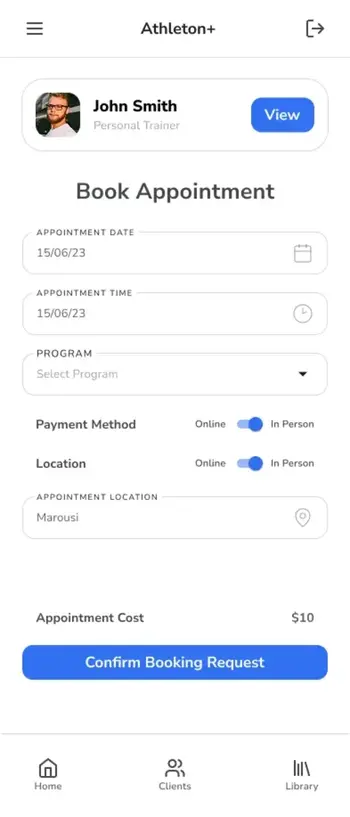 Athleton+
John Smith
Personal Trainer
View
Book Appointment
APPOINTMENT DATE
15/06/23
APPOINTMENT TIME
15/06/23
PROGRAM
Select Program
Payment Method Online In Person
Location Online In Person
APPOINTMENT LOCATION
Marousi
Appointment Cost $10
Confirm Booking Request
Home Clients Library